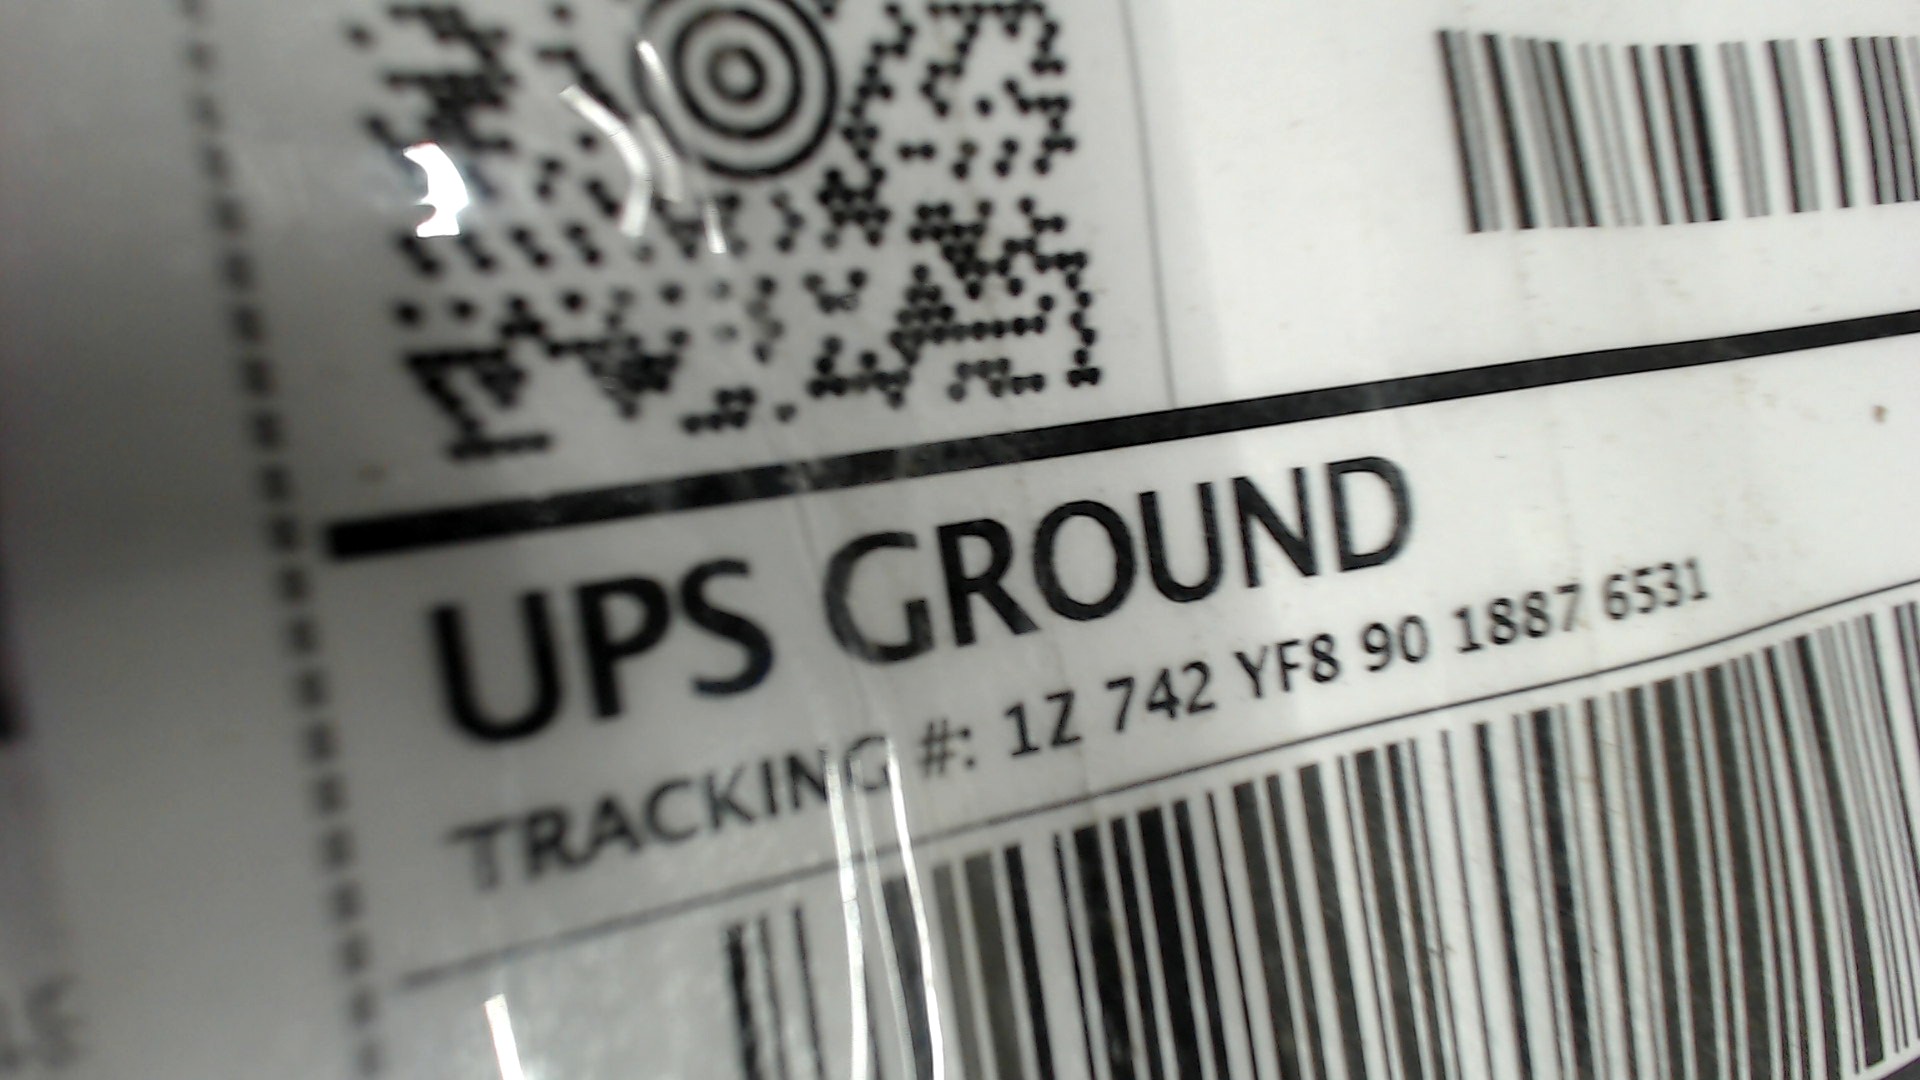 UPS GROUND
TRACKING #: 1Z 742 YF8 90 1887 6531